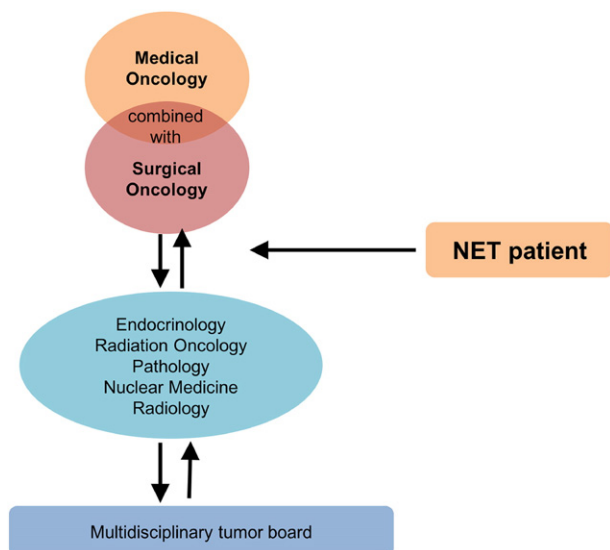 Medical
Oncology
combined
with
Surgical
Oncology
NET patient
Endocrinology
Radiation Oncology
Pathology
Nuclear Medicine
Radiology
Multidisciplinary tumor board